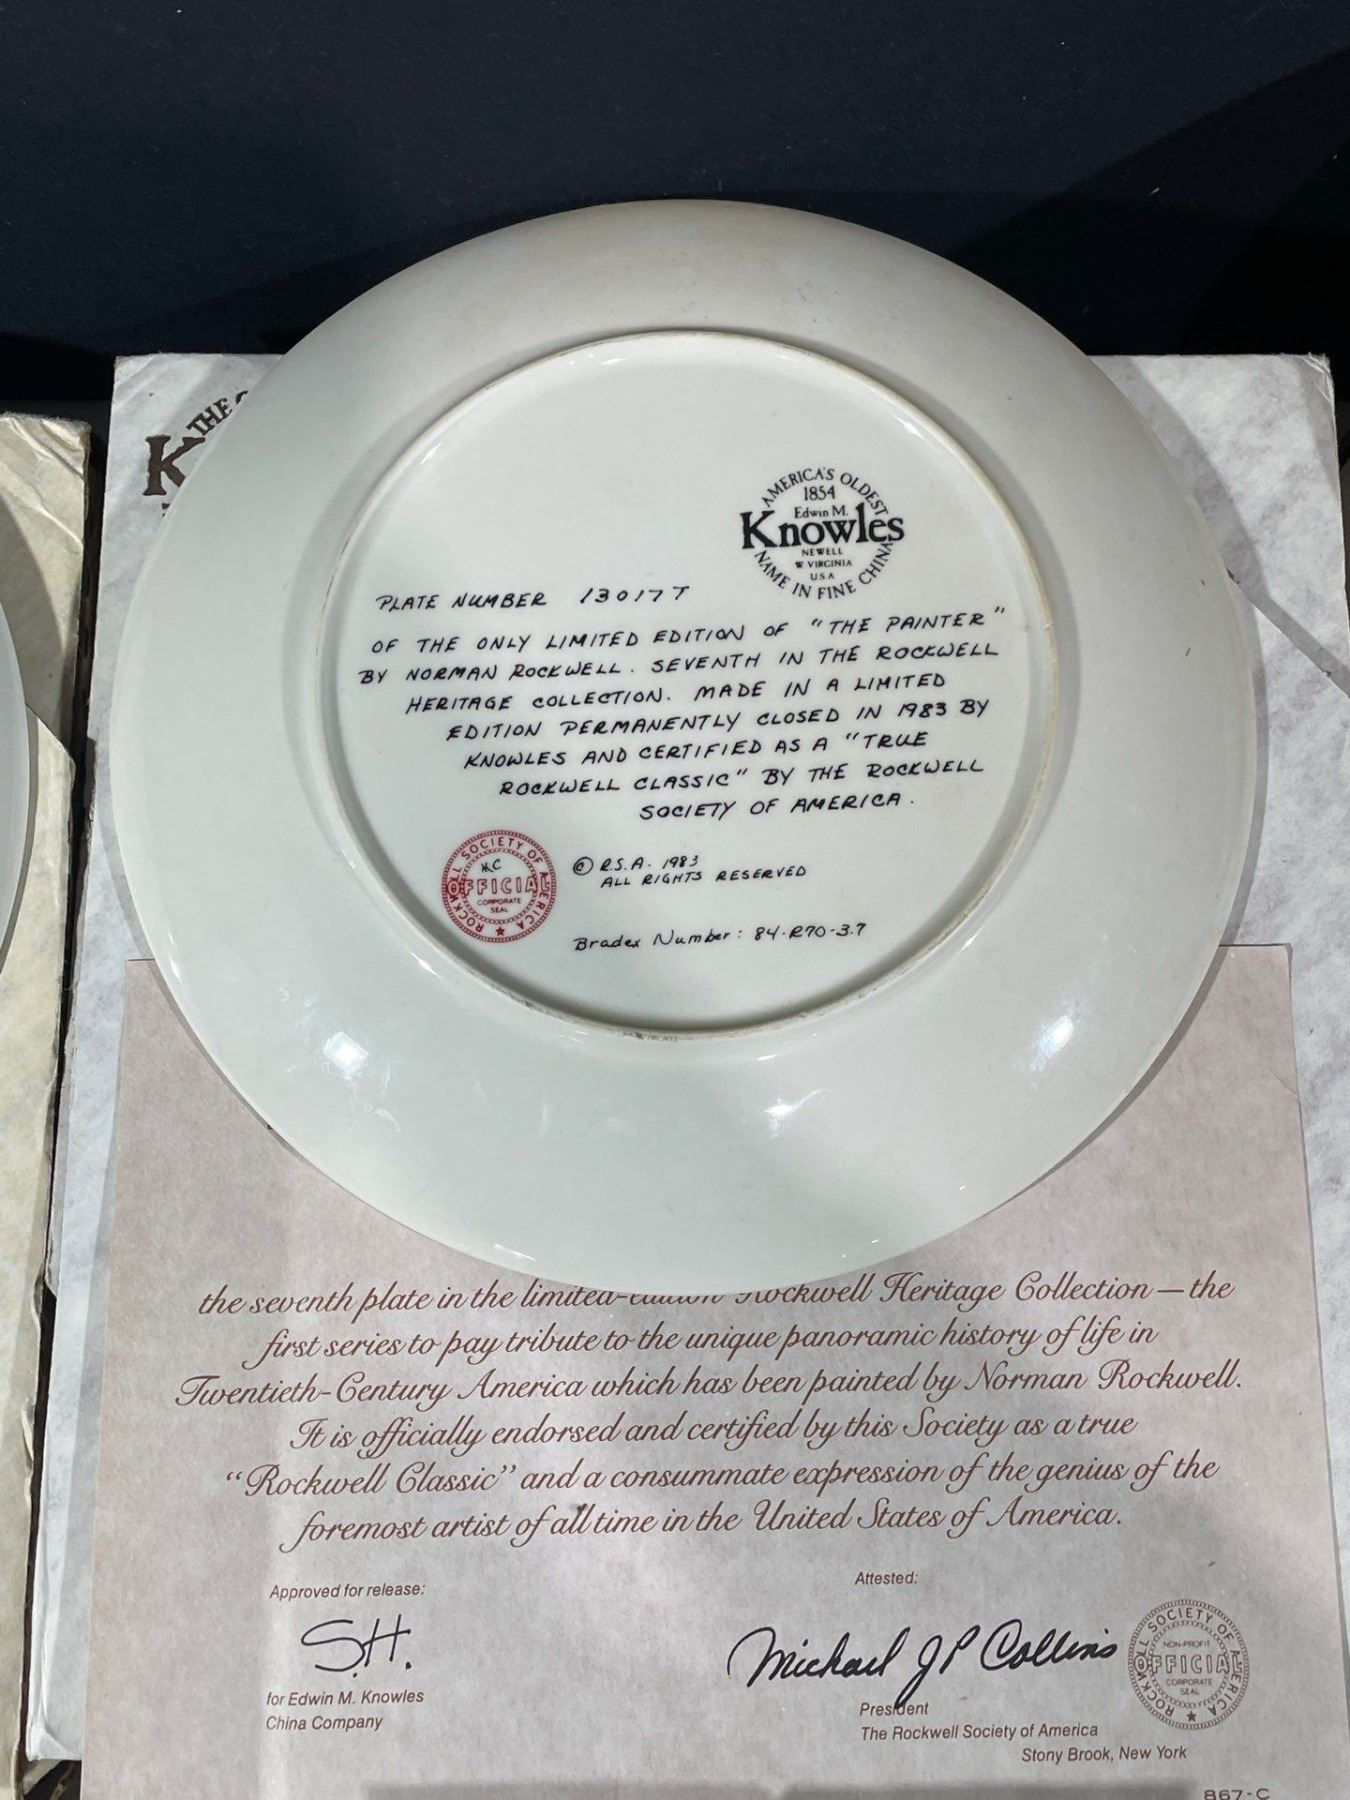 THE
K
AMERICA'S OLDEST
1854
Edwin M.
Knowles
NEWELL
W VIRGINIA
U S A
NAME IN FINE CHINA
PLATE NUMBER 13017T
OF THE ONLY LIMITED EDITION OF "THE PAINTER"
BY NORMAN ROCKWELL. SEVENTH IN THE ROCKWELL
HERITAGE COLLECTION. MADE IN A LIMITED
EDITION PERMANENTLY CLOSED IN 1983 BY
KNOWLES AND CERTIFIED AS A "TRUE
ROCKWELL CLASSIC" BY THE ROCKWELL
SOCIETY OF AMERICA.
ROCKWELL SOCIETY OF AMERICA
MC
OFFICIAL
CORPORATE
SEAL
© R.S.A. 1983
ALL RIGHTS RESERVED
Bradex Number: 84-R70-3.7
the seventh plate in the limited-edition Rockwell Heritage Collection — the
first series to pay tribute to the unique panoramic history of life in
Twentieth-Century America which has been painted by Norman Rockwell.
It is officially endorsed and certified by this Society as a true
"Rockwell Classic" and a consummate expression of the genius of the
foremost artist of all time in the United States of America.
Approved for release:
S.H.
for Edwin M. Knowles
China Company
Attested:
Michael JP Collins
President
The Rockwell Society of America
Stony Brook, New York
ROCKWELL SOCIETY OF AMERICA
NON-PROFIT
OFFICIAL
CORPORATE
SEAL
867-C